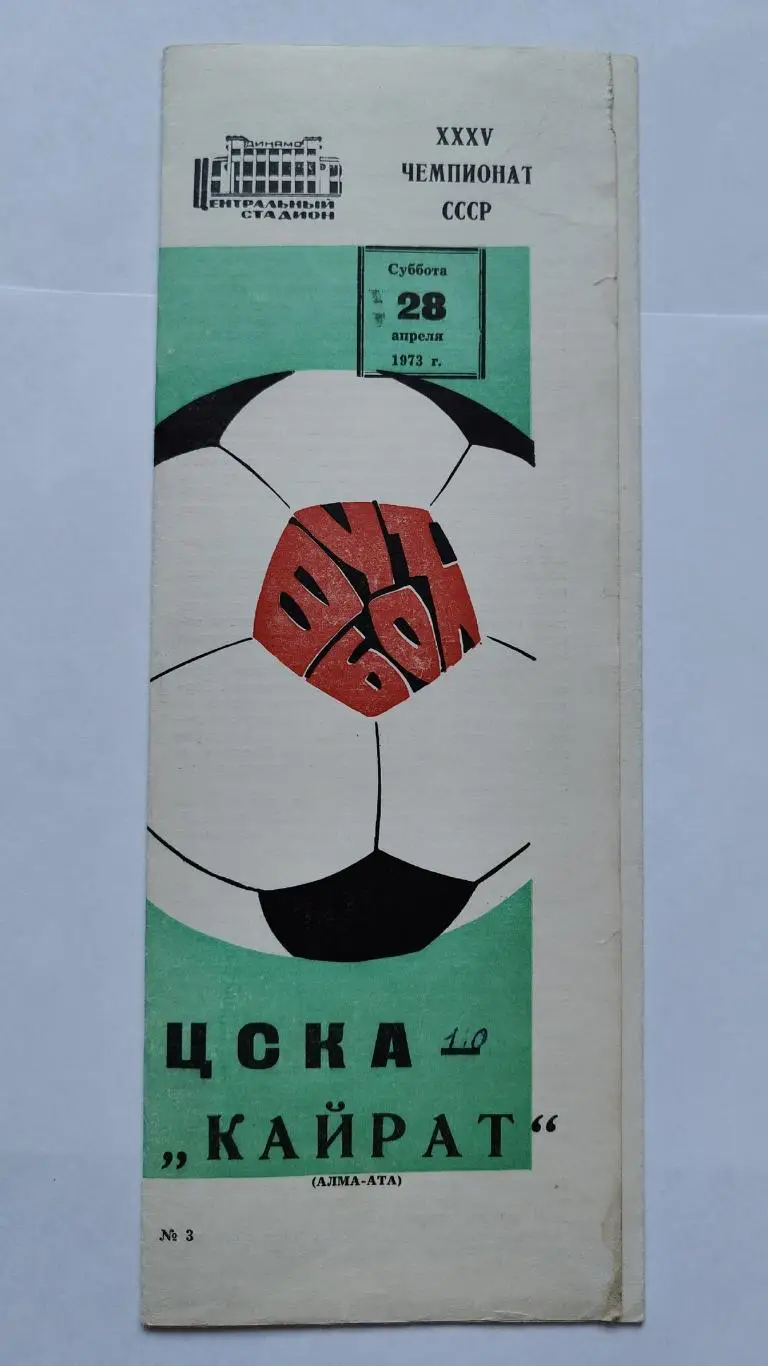 ДИНАМО
ЦЕНТРАЛЬНЫЙ
СТАДИОН
XXXV
ЧЕМПИОНАТ
СССР
Суббота
28
апреля
1973 г.
ФУТ
БОЛ
ЦСКА — 1:0
„КАЙРАТ“
(АЛМА-АТА)
№ 3